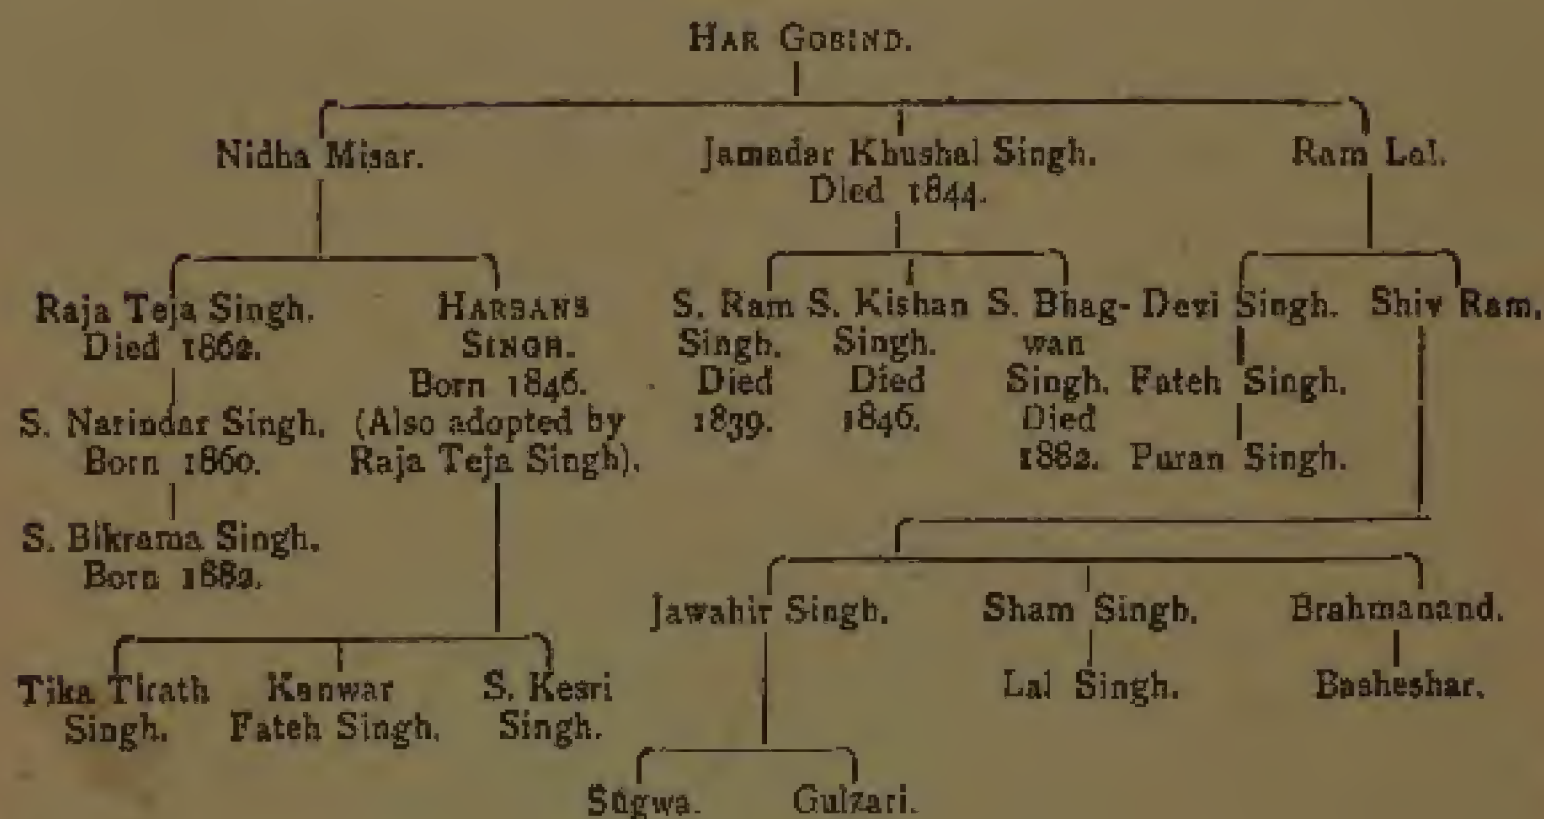 HAR GOBIND.
Nidha Misar.
Jamadar Khushal Singh.
Died 1844.
Ram Lal.
Raja Teja Singh.
Died 1862.
HARBANS
SINGH.
Born 1846.
(Also adopted by
Raja Teja Singh).
S. Ram
Singh.
Died
1839.
S. Kishan
Singh.
Died
1846.
S. Bhag-
wan
Singh.
Died
1882.
Devi Singh.
Shiv Ram.
Fateh Singh.
Puran Singh.
S. Narindar Singh.
Born 1860.
S. Bikrama Singh.
Born 1882.
Jawahir Singh.
Sham Singh.
Brahmanand.
Tika Tirath
Singh.
Kanwar
Fateh Singh.
S. Kesri
Singh.
Lal Singh.
Basheshar.
Sūgwa.
Gulzari.